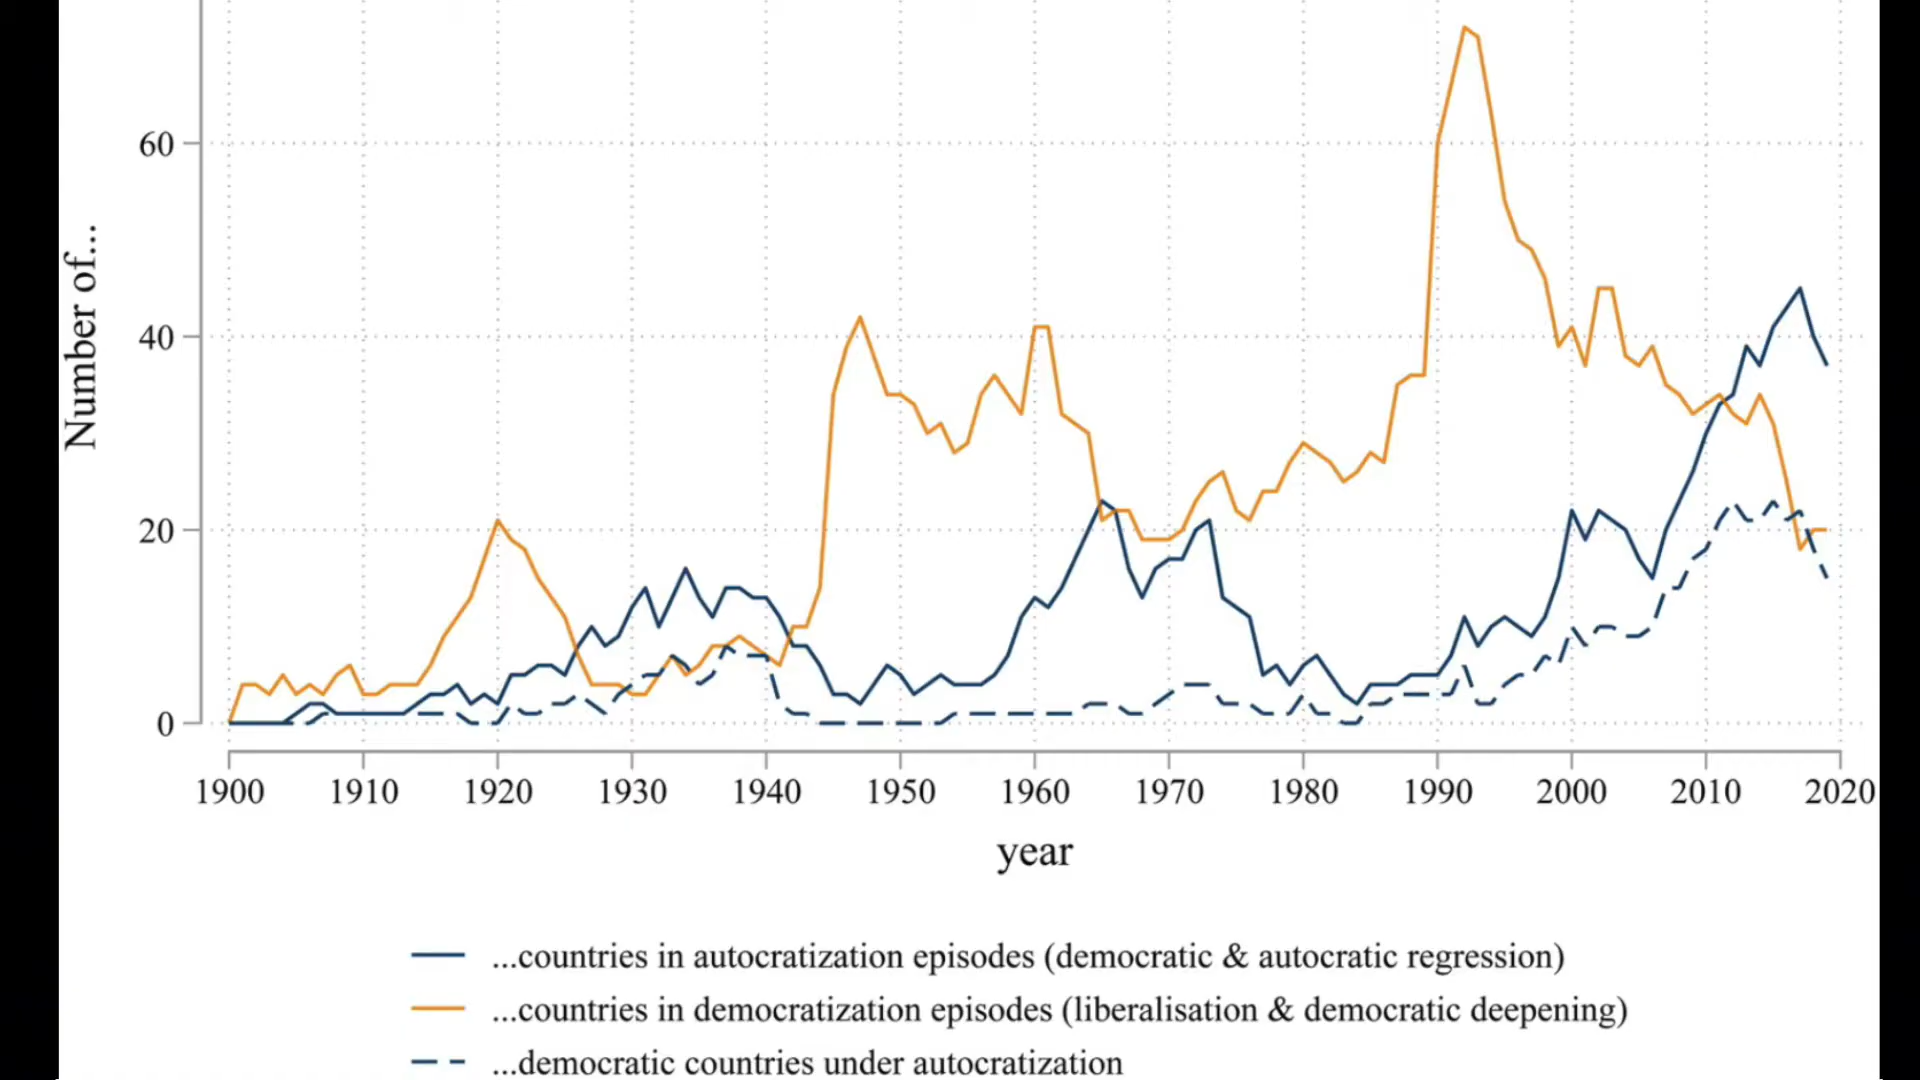 60
40
20
0
Number of...
1900 1910 1920 1930 1940 1950 1960 1970 1980 1990 2000 2010 2020
year
...countries in autocratization episodes (democratic & autocratic regression)
...countries in democratization episodes (liberalisation & democratic deepening)
...democratic countries under autocratization